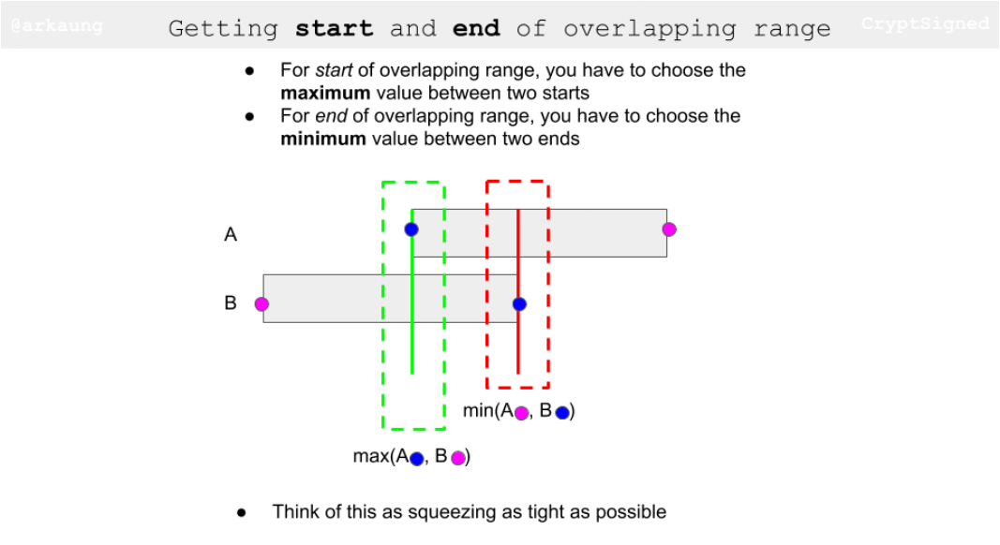 @arkaung
Getting start and end of overlapping range
CryptSigned
● For start of overlapping range, you have to choose the
maximum value between two starts
● For end of overlapping range, you have to choose the
minimum value between two ends
A
B
min(A, B)
max(A, B)
● Think of this as squeezing as tight as possible